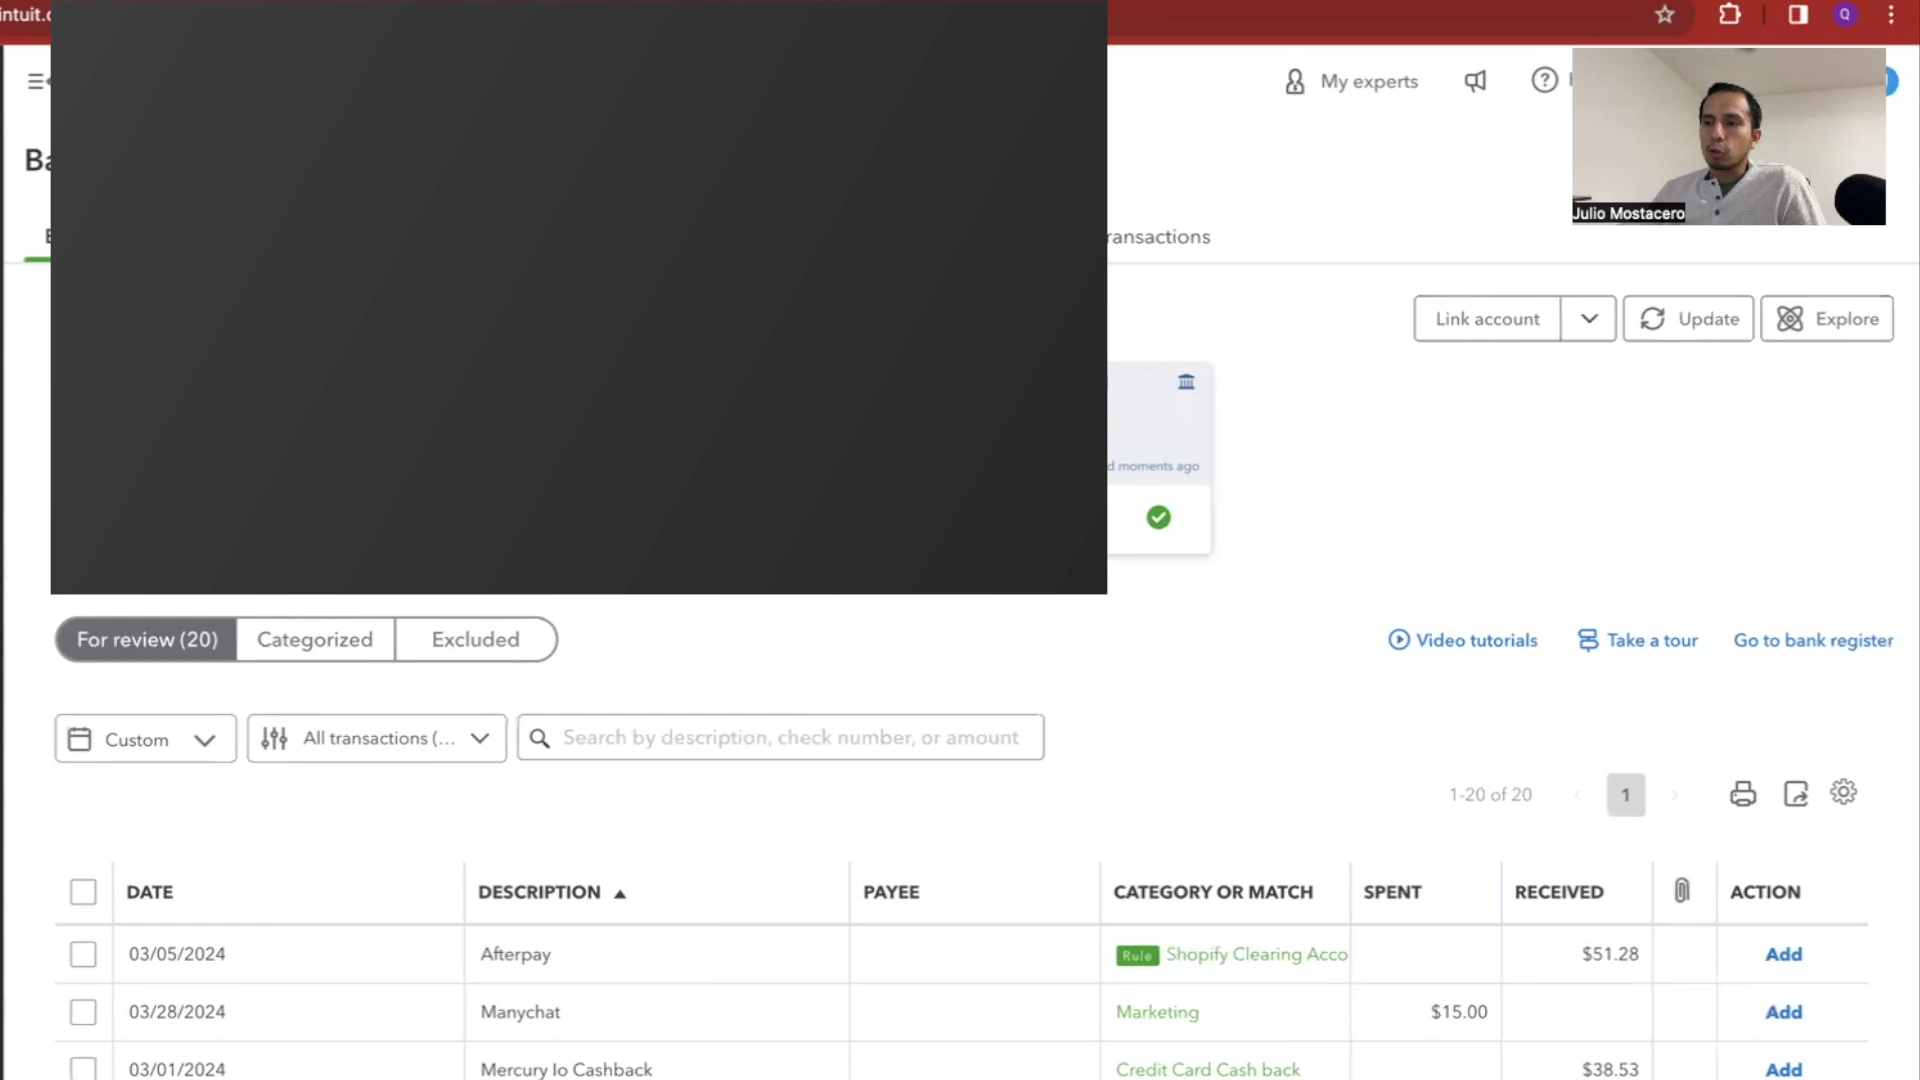 intuit.
Q
My experts
Ba
Julio Mostacero
ransactions
Link account
Update
Explore
d moments ago
For review (20)
Categorized
Excluded
Video tutorials
Take a tour
Go to bank register
Custom
All transactions (...
Search by description, check number, or amount
1-20 of 20
1
DATE DESCRIPTION PAYEE CATEGORY OR MATCH SPENT RECEIVED ACTION
03/05/2024 Afterpay Rule Shopify Clearing Acco $51.28 Add
03/28/2024 Manychat Marketing $15.00 Add
03/01/2024 Mercury Io Cashback Credit Card Cash back $38.53 Add